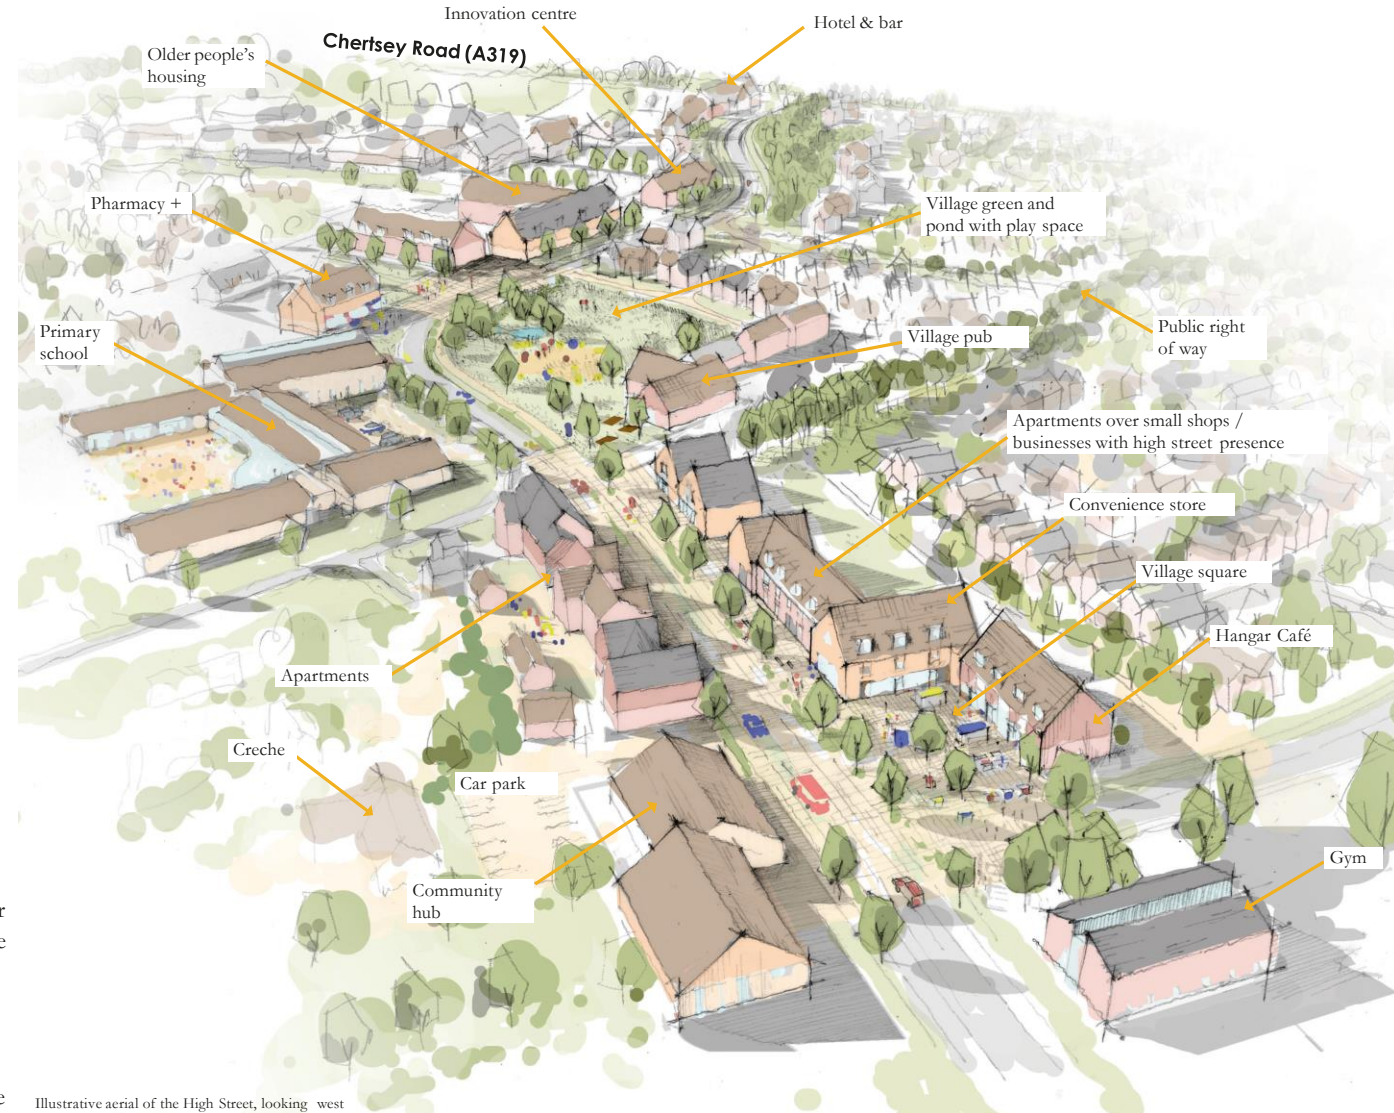 Innovation centre
Hotel & bar
Chertsey Road (A319)
Older people's
housing
Pharmacy +
Village green and
pond with play space
Primary
school
Public right
of way
Village pub
Apartments over small shops /
businesses with high street presence
Convenience store
Village square
Hangar Café
Apartments
Creche
Car park
Gym
Community
hub
r
e
e
Illustrative aerial of the High Street, looking west